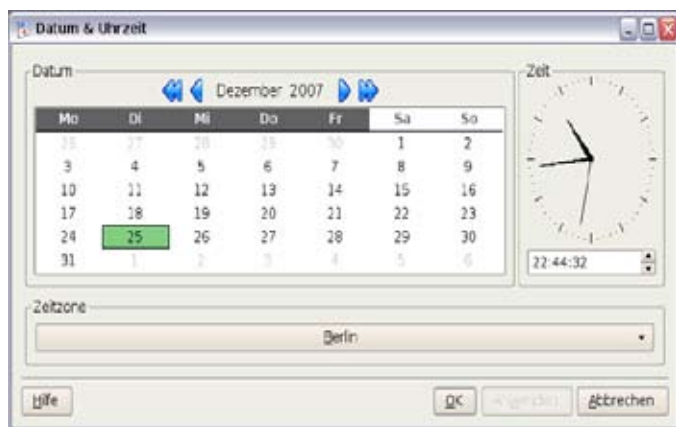 Datum & Uhrzeit
Datum
Dezember 2007
Mo Di Mi Do Fr Sa So
26 27 28 29 30 1 2
3 4 5 6 7 8 9
10 11 12 13 14 15 16
17 18 19 20 21 22 23
24 25 26 27 28 29 30
31 1 2 3 4 5 6
Zeit
22:44:32
Zeitzone
Berlin
Hilfe
OK
Anwenden
Abbrechen